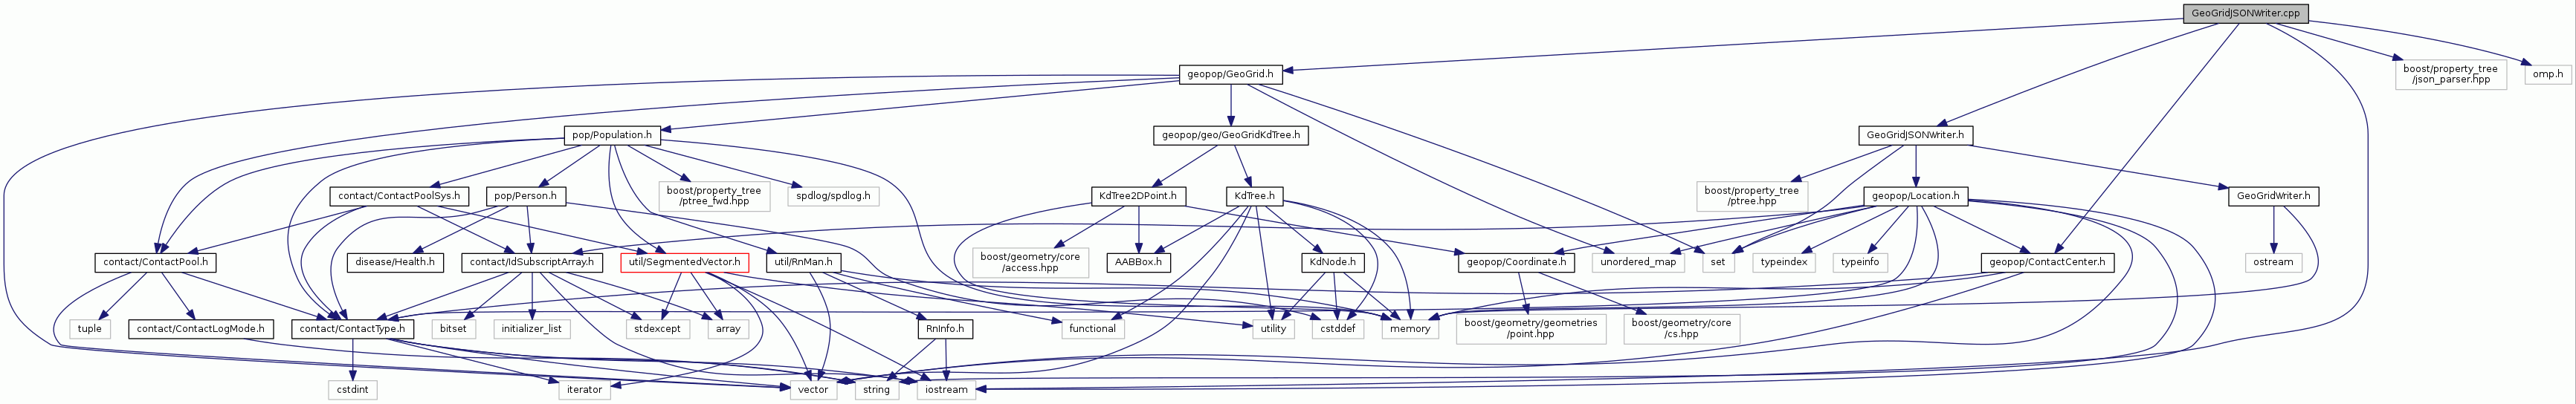 GeoGridJSONWriter.cpp
geopop/GeoGrid.h
boost/property_tree
/json_parser.hpp
omp.h
pop/Population.h
geopop/geo/GeoGridKdTree.h
GeoGridJSONWriter.h
contact/ContactPoolSys.h
pop/Person.h
boost/property_tree
/ptree_fwd.hpp
spdlog/spdlog.h
KdTree2DPoint.h
KdTree.h
boost/property_tree
/ptree.hpp
geopop/Location.h
GeoGridWriter.h
contact/ContactPool.h
disease/Health.h
contact/IdSubscriptArray.h
util/SegmentedVector.h
util/RnMan.h
boost/geometry/core
/access.hpp
AABBox.h
KdNode.h
geopop/Coordinate.h
unordered_map
set
typeindex
typeinfo
geopop/ContactCenter.h
ostream
tuple
contact/ContactLogMode.h
contact/ContactType.h
bitset
initializer_list
stdexcept
array
RnInfo.h
functional
utility
cstddef
memory
boost/geometry/geometries
/point.hpp
boost/geometry/core
/cs.hpp
cstdint
iterator
vector
string
iostream